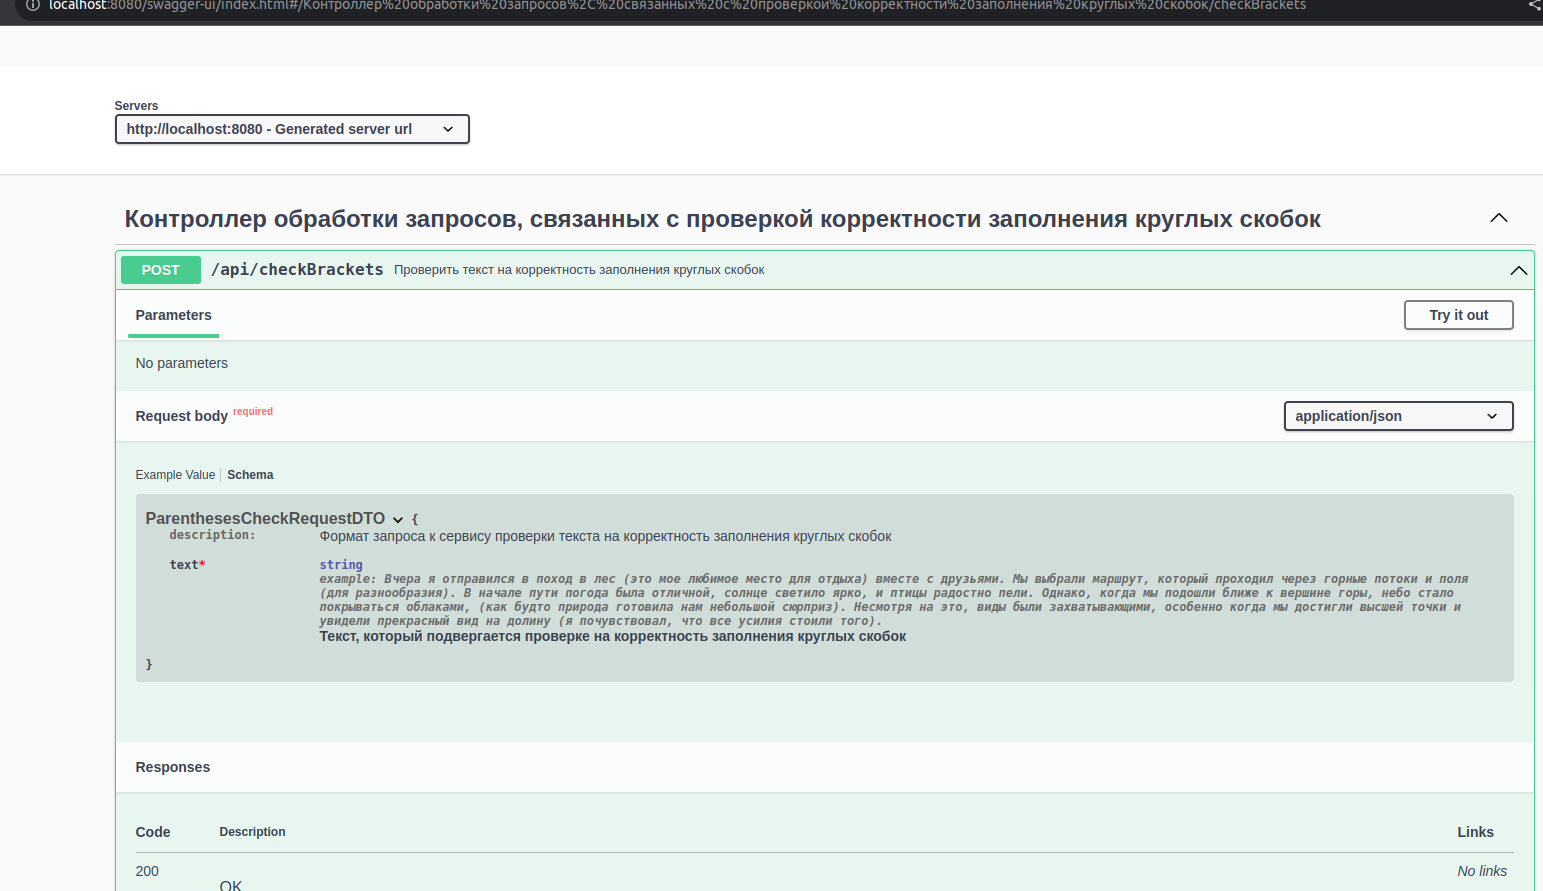 localhost:8080/swagger-ui/index.html#/Контроллер%20обработки%20запросов%2C%20связанных%20с%20проверкой%20корректности%20заполнения%20круглых%20скобок/checkBrackets
Servers
http://localhost:8080 - Generated server url
Контроллер обработки запросов, связанных с проверкой корректности заполнения круглых скобок
POST /api/checkBrackets Проверить текст на корректность заполнения круглых скобок
Parameters Try it out
No parameters
Request body required application/json
Example Value Schema
ParenthesesCheckRequestDTO {
description: Формат запроса к сервису проверки текста на корректность заполнения круглых скобок
text* string
example: Вчера я отправился в поход в лес (это мое любимое место для отдыха) вместе с друзьями. Мы выбрали маршрут, который проходил через горные потоки и поля
(для разнообразия). В начале пути погода была отличной, солнце светило ярко, и птицы радостно пели. Однако, когда мы подошли ближе к вершине горы, небо стало
покрываться облаками, (как будто природа готовила нам небольшой сюрприз). Несмотря на это, виды были захватывающими, особенно когда мы достигли высшей точки и
увидели прекрасный вид на долину (я почувствовал, что все усилия стоили того).
Текст, который подвергается проверке на корректность заполнения круглых скобок
}
Responses
Code Description Links
200 No links
OK